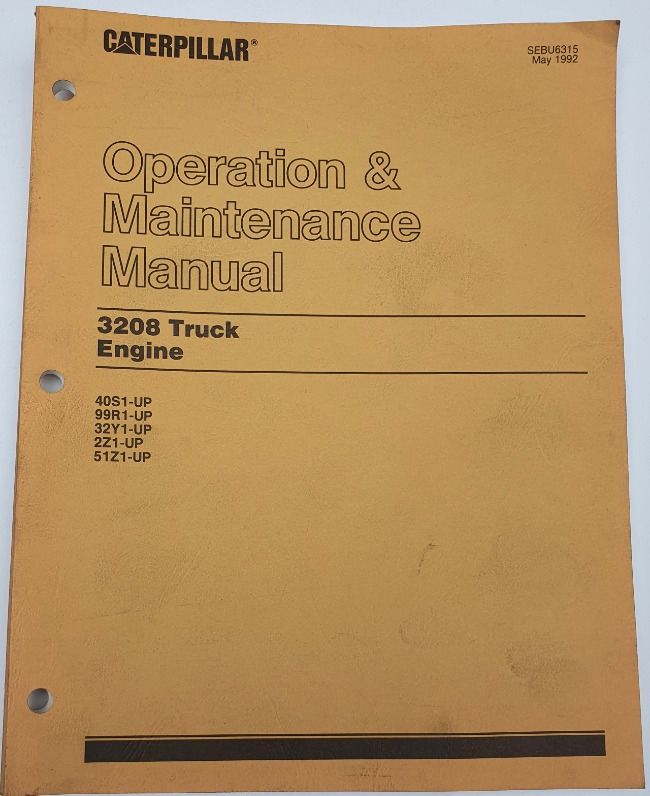 CATERPILLAR®
SEBU6315
May 1992
Operation &
Maintenance
Manual
3208 Truck
Engine
40S1-UP
99R1-UP
32Y1-UP
2Z1-UP
51Z1-UP